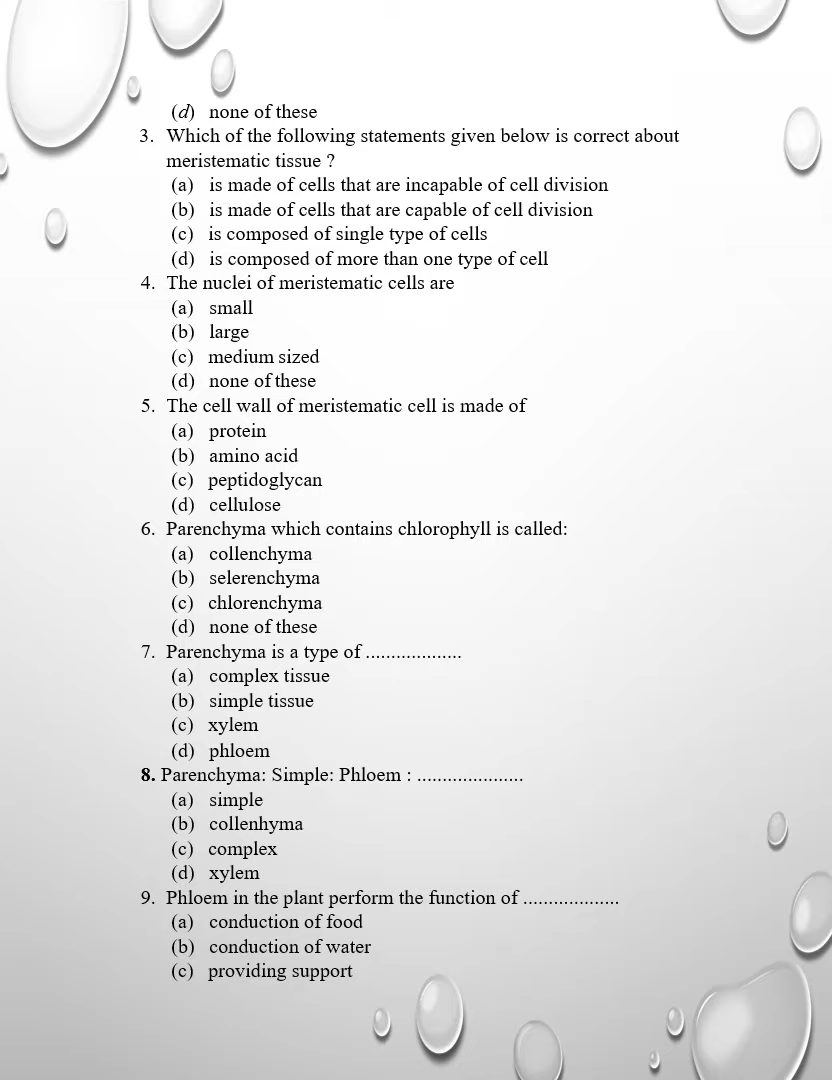 (d) none of these
3. Which of the following statements given below is correct about
meristematic tissue ?
(a) is made of cells that are incapable of cell division
(b) is made of cells that are capable of cell division
(c) is composed of single type of cells
(d) is composed of more than one type of cell
4. The nuclei of meristematic cells are
(a) small
(b) large
(c) medium sized
(d) none of these
5. The cell wall of meristematic cell is made of
(a) protein
(b) amino acid
(c) peptidoglycan
(d) cellulose
6. Parenchyma which contains chlorophyll is called:
(a) collenchyma
(b) selerenchyma
(c) chlorenchyma
(d) none of these
7. Parenchyma is a type of ...................
(a) complex tissue
(b) simple tissue
(c) xylem
(d) phloem
8. Parenchyma: Simple: Phloem : .....................
(a) simple
(b) collenhyma
(c) complex
(d) xylem
9. Phloem in the plant perform the function of ...................
(a) conduction of food
(b) conduction of water
(c) providing support